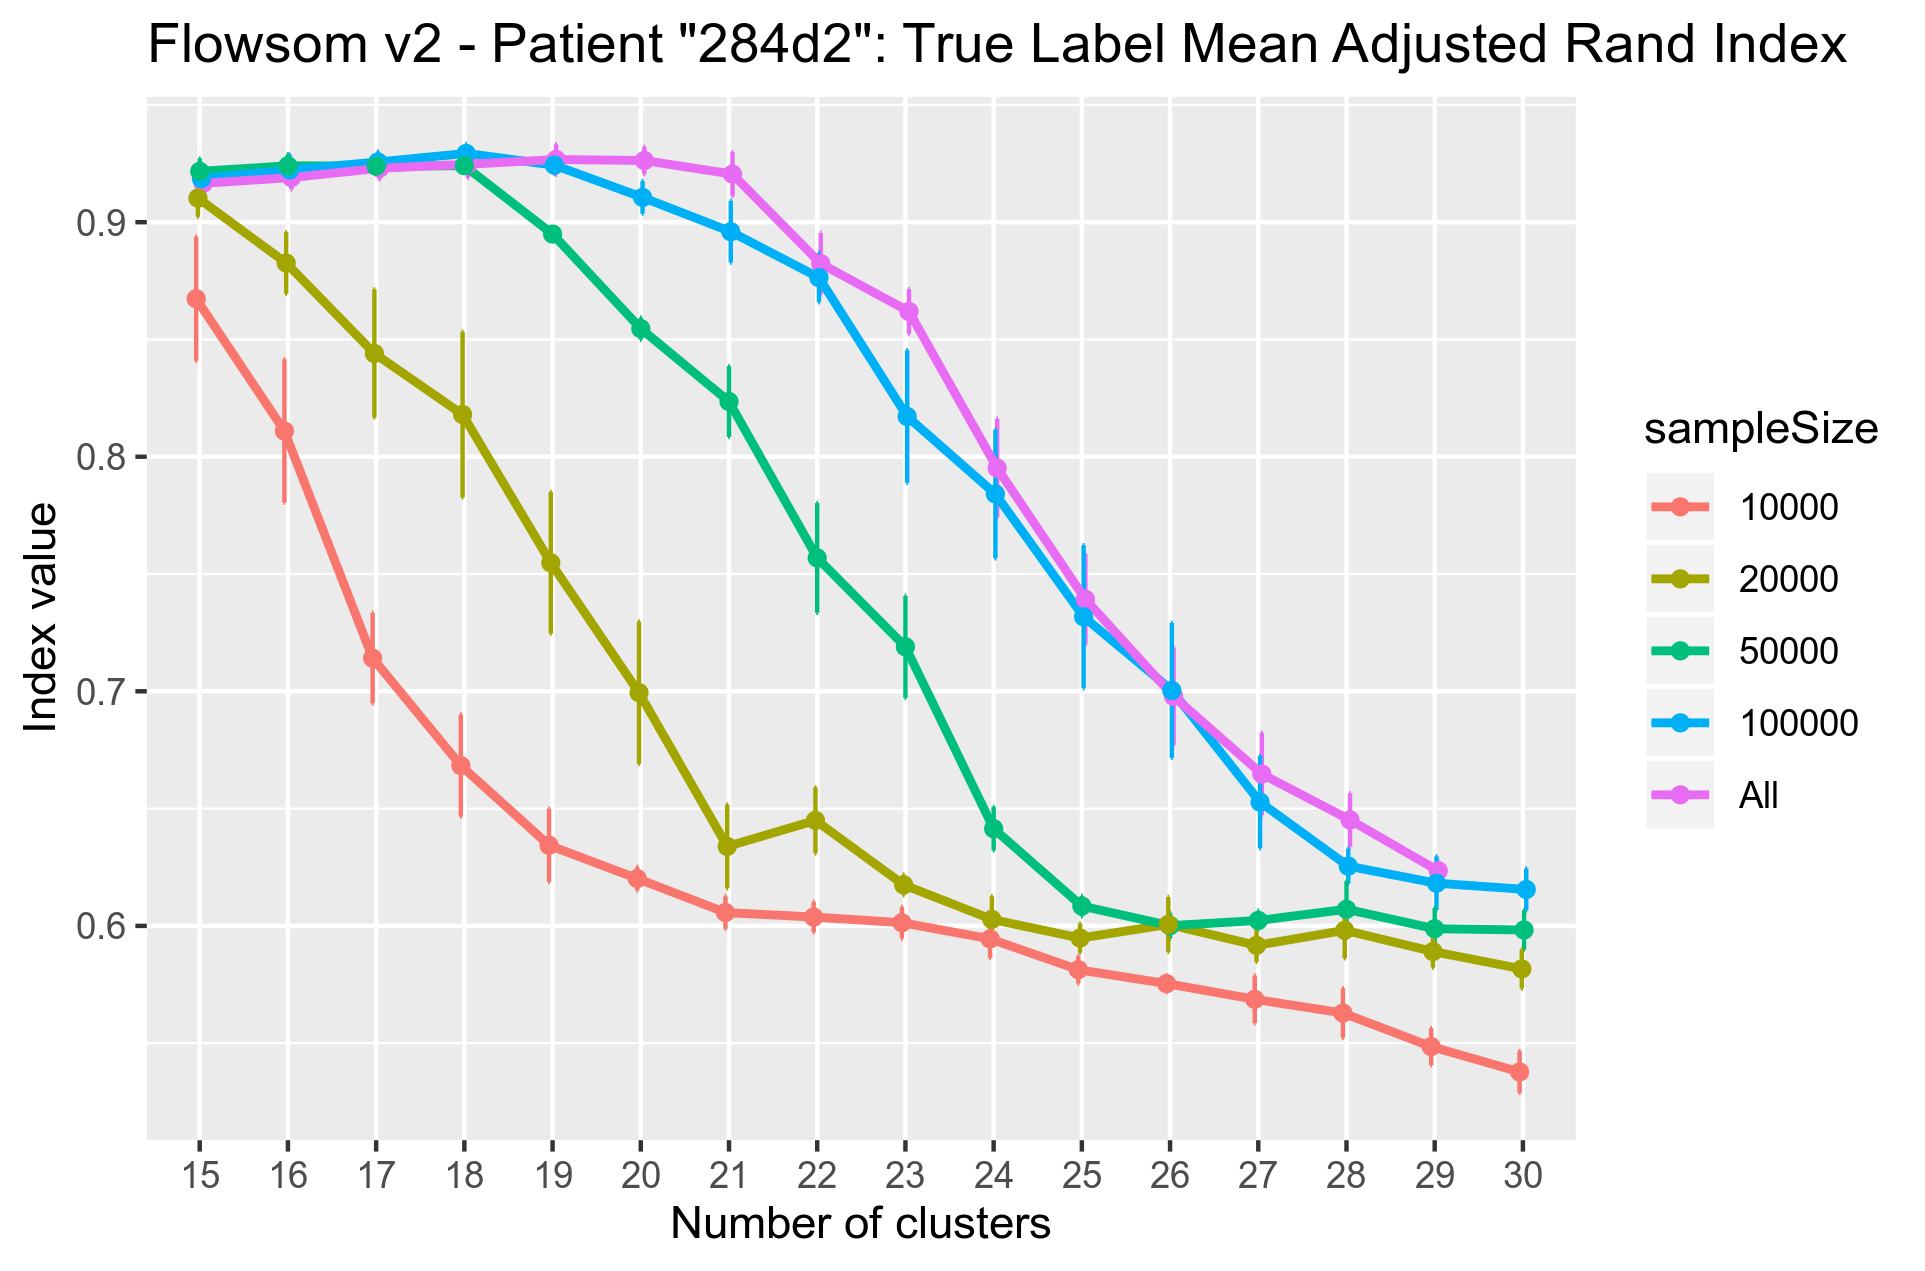 Flowsom v2 - Patient "284d2": True Label Mean Adjusted Rand Index
Index value
0.9
0.8
0.7
0.6
15 16 17 18 19 20 21 22 23 24 25 26 27 28 29 30
Number of clusters
sampleSize
10000
20000
50000
100000
All